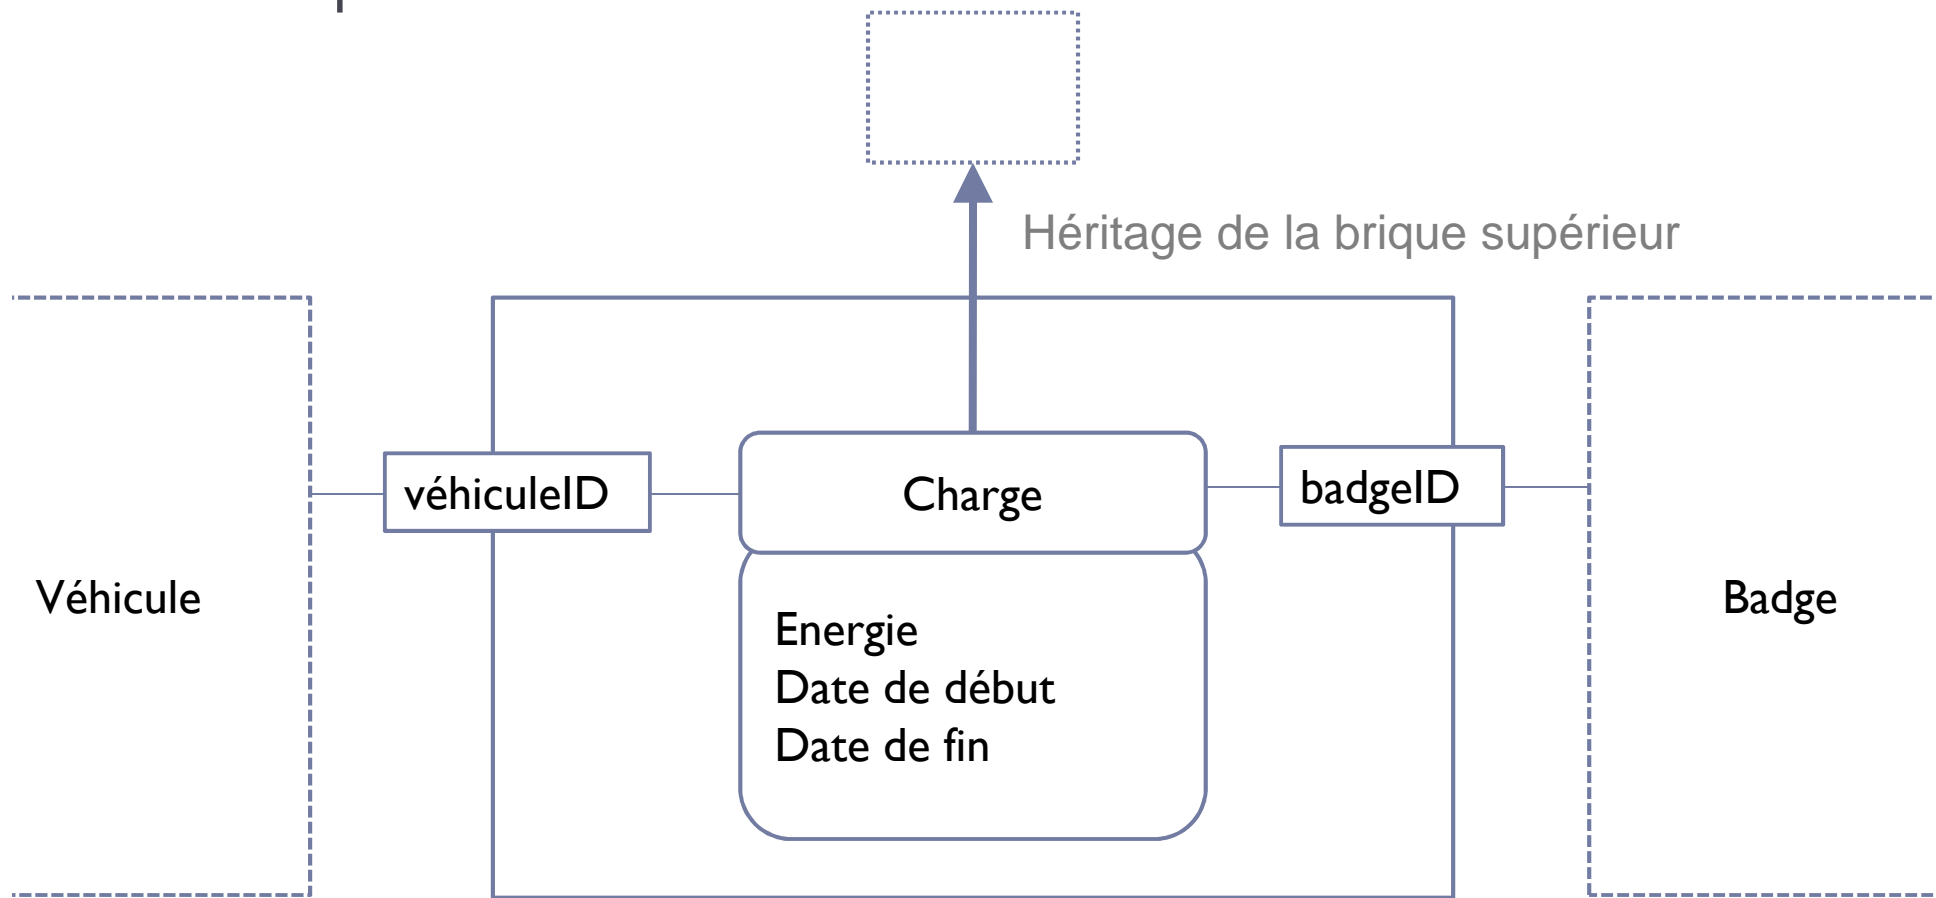 Héritage de la brique supérieur
véhiculeID
Charge
badgeID
Véhicule
Energie
Date de début
Date de fin
Badge